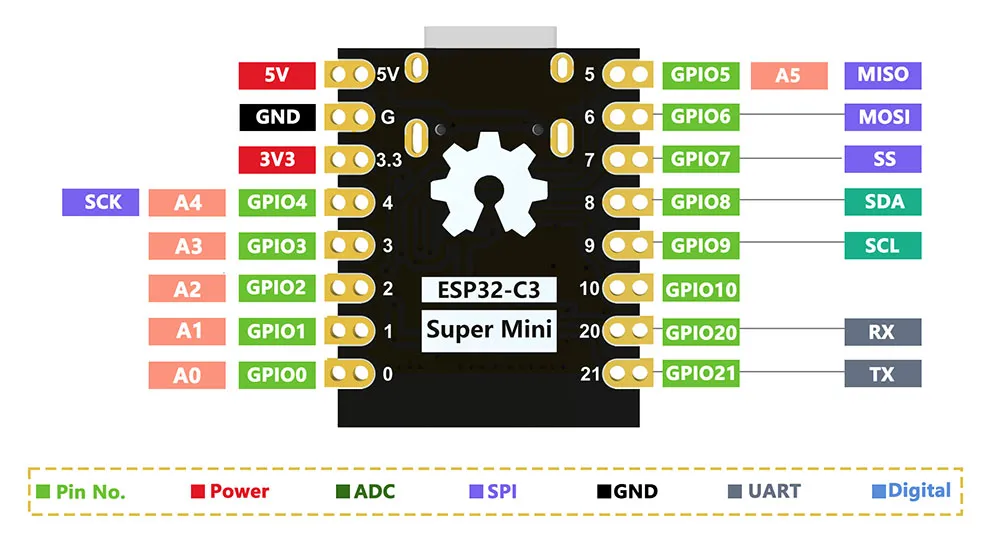 5V 5V 5 GPIO5 A5 MISO
GND G 6 GPIO6 MOSI
3V3 3.3 7 GPIO7 SS
SCK A4 GPIO4 4 8 GPIO8 SDA
A3 GPIO3 3 9 GPIO9 SCL
A2 GPIO2 2 10 GPIO10
A1 GPIO1 1 20 GPIO20 RX
A0 GPIO0 0 21 GPIO21 TX
ESP32-C3
Super Mini
Pin No. Power ADC SPI GND UART Digital